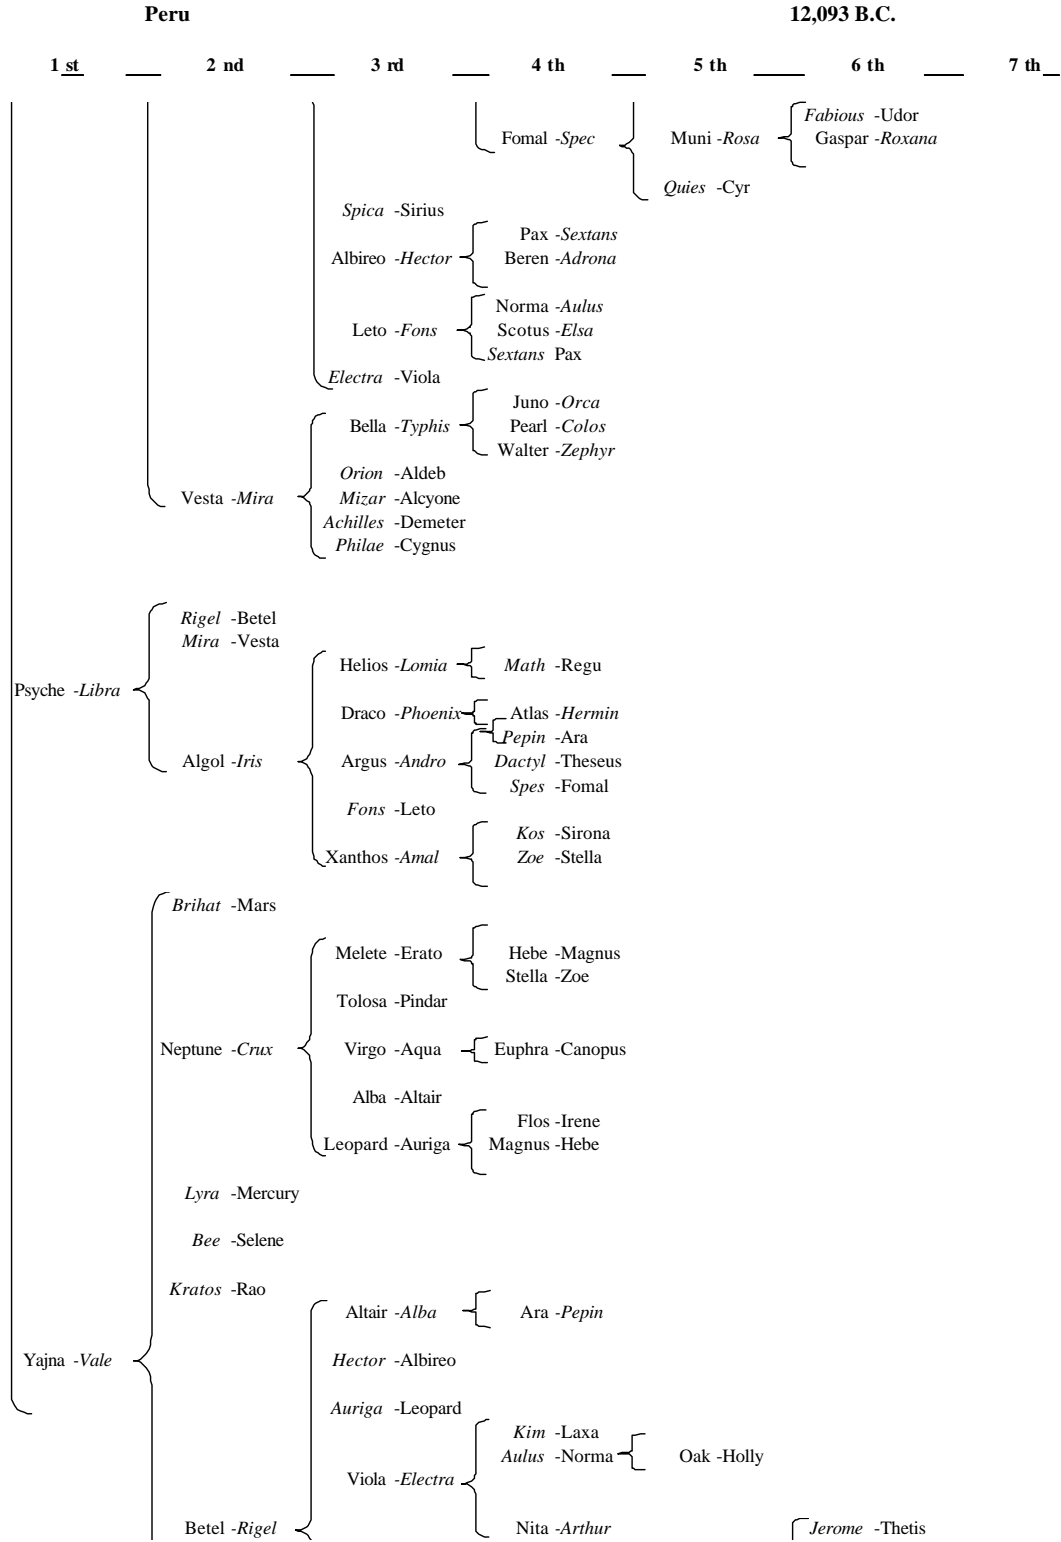 Peru 12,093 B.C.
1 st 2 nd 3 rd 4 th 5 th 6 th 7 th
Fabious -Udor
Fomal -Spec Muni -Rosa Gaspar -Roxana
Quies -Cyr
Spica -Sirius
Pax -Sextans
Albireo -Hector Beren -Adrona
Norma -Aulus
Leto -Fons Scotus -Elsa
Sextans Pax
Electra -Viola
Juno -Orca
Bella -Typhis Pearl -Colos
Walter -Zephyr
Orion -Aldeb
Vesta -Mira Mizar -Alcyone
Achilles -Demeter
Philae -Cygnus
Rigel -Betel
Mira -Vesta
Helios -Lomia Math -Regu
Psyche -Libra
Draco -Phoenix Atlas -Hermin
Pepin -Ara
Algol -Iris Argus -Andro Dactyl -Theseus
Spes -Fomal
Fons -Leto
Kos -Sirona
Xanthos -Amal Zoe -Stella
Brihat -Mars
Melete -Erato Hebe -Magnus
Stella -Zoe
Tolosa -Pindar
Neptune -Crux Virgo -Aqua Euphra -Canopus
Alba -Altair
Flos -Irene
Leopard -Auriga Magnus -Hebe
Lyra -Mercury
Bee -Selene
Kratos -Rao
Altair -Alba Ara -Pepin
Yajna -Vale Hector -Albireo
Auriga -Leopard
Kim -Laxa
Aulus -Norma Oak -Holly
Viola -Electra
Betel -Rigel Nita -Arthur Jerome -Thetis